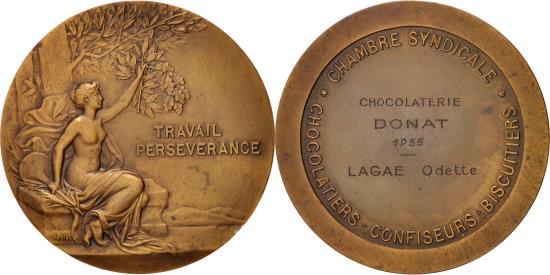 TRAVAIL
PERSEVERANCE
* CHAMBRE SYNDICALE *
CHOCOLATIERS - CONFISEURS - BISCUITIERS
CHOCOLATERIE
DONAT
1955
LAGAE Odette